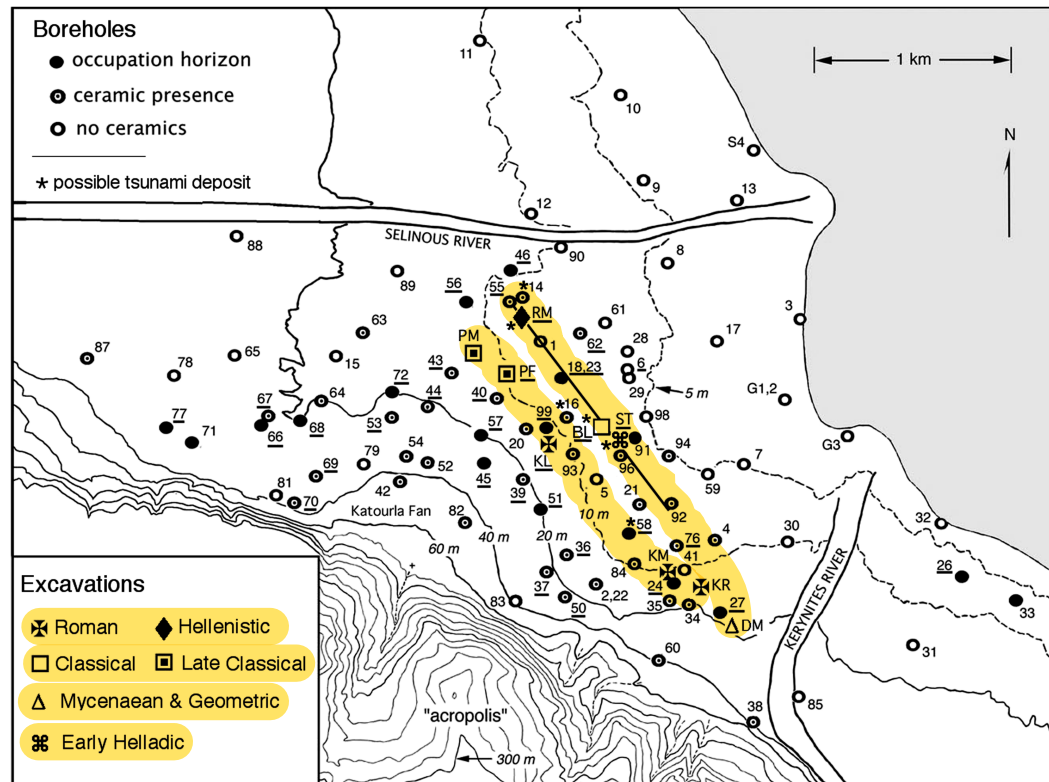 Boreholes
occupation horizon
ceramic presence
no ceramics
* possible tsunami deposit
1 km
N
11
10
S4
9
13
12
SELINOUS RIVER
88
46
90
8
89
56
55
*14
RM
*
61
3
63
PM
1
62
28
17
87
78
65
15
43
PF
18,23
6
29
5 m
72
44
40
G1,2
67
64
99
*16
*
ST
98
77
71
66
68
53
57
20
BL
*
91
94
G3
54
KL
93
96
7
69
79
52
45
39
5
59
81
70
42
51
10 m
21
92
Katourla Fan
82
20 m
*58
76
4
30
32
60 m
40 m
36
KM
41
26
37
84
24
KR
83
50
2,22
35
34
27
DM
33
KERYNITES RIVER
31
60
85
38
"acropolis"
300 m
Excavations
Roman
Hellenistic
Classical
Late Classical
Mycenaean & Geometric
Early Helladic